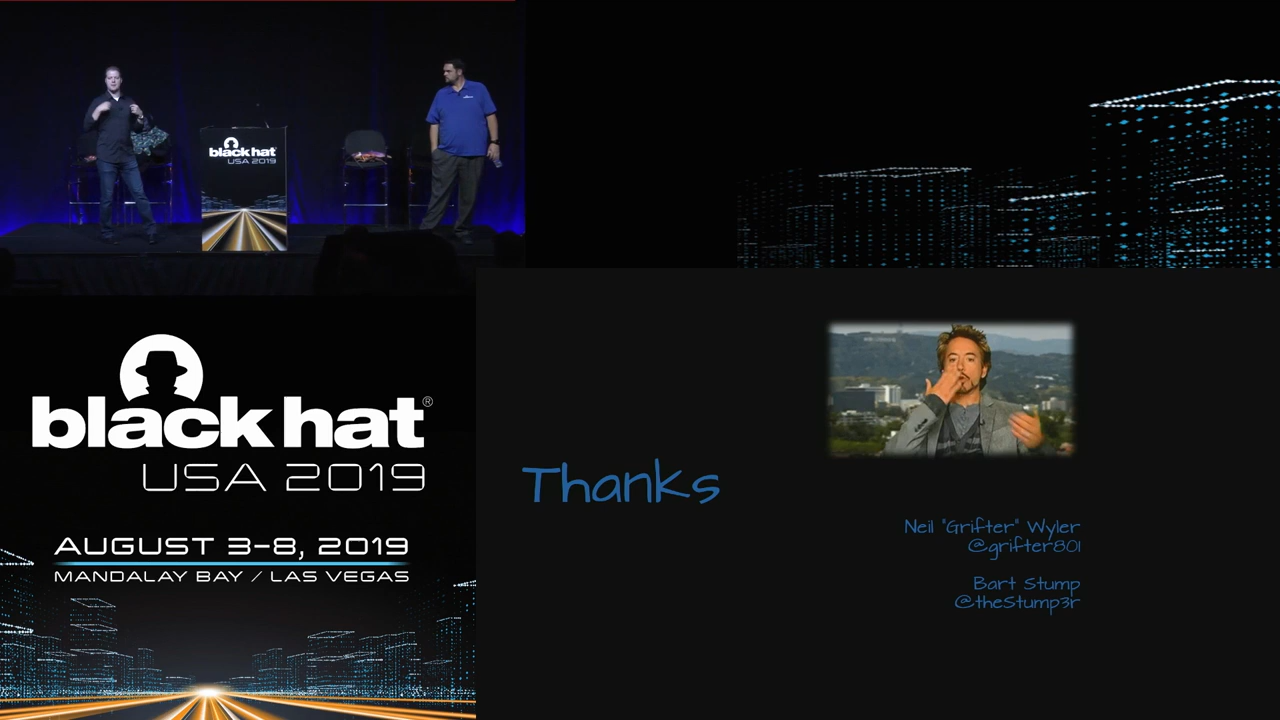 black hat
USA 2019
black hat®
USA 2019
AUGUST 3-8, 2019
MANDALAY BAY / LAS VEGAS
Thanks
Neil "Grifter" Wyler
@grifter801
Bart Stump
@theStump3r